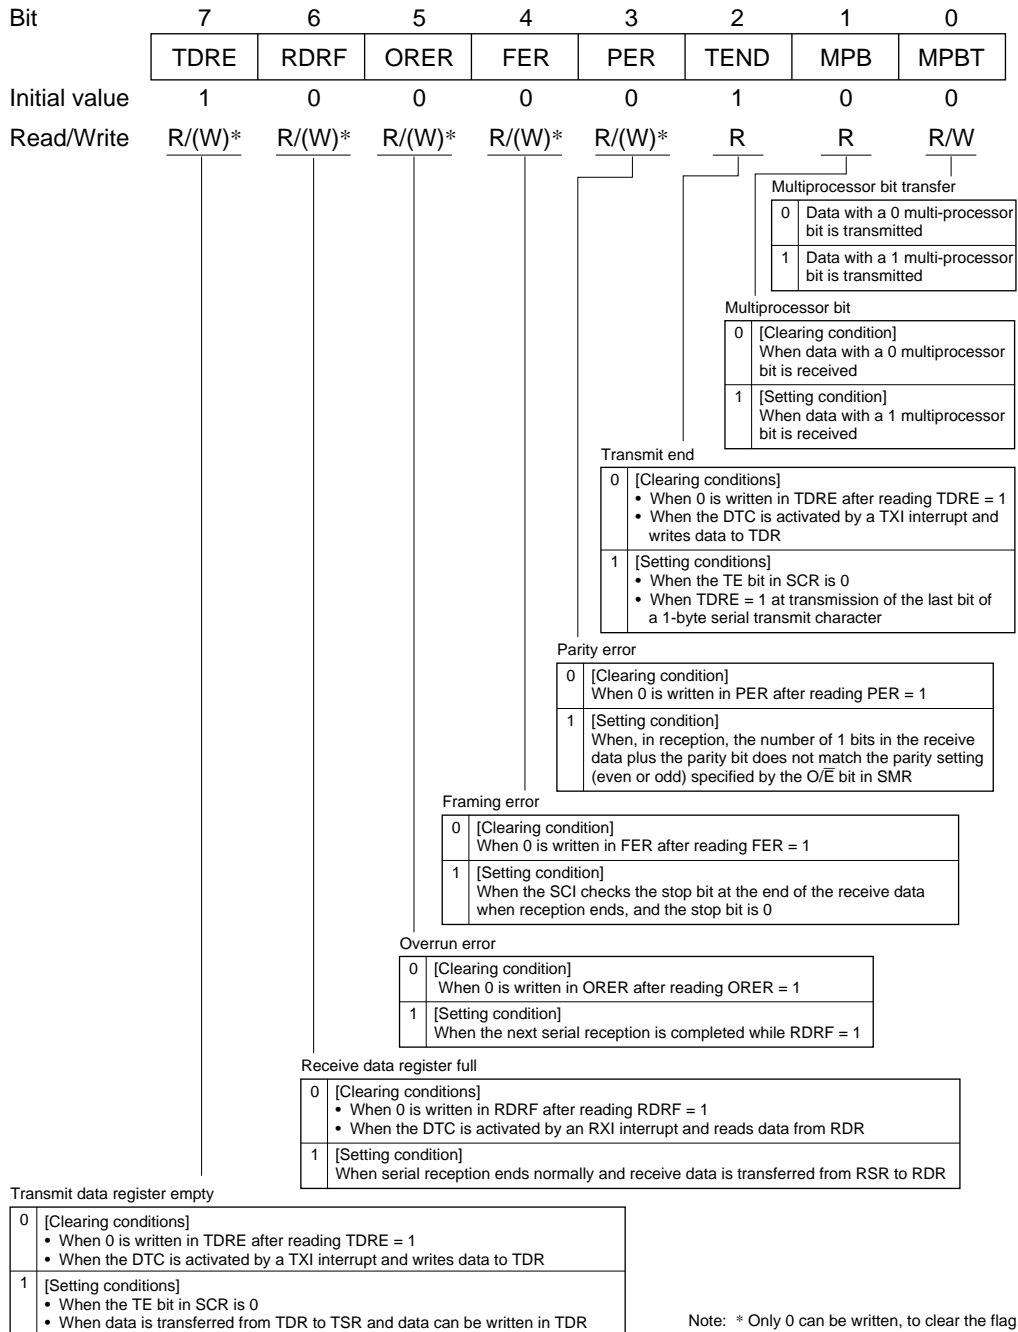 Bit 7 6 5 4 3 2 1 0
TDRE RDRF ORER FER PER TEND MPB MPBT
Initial value 1 0 0 0 0 1 0 0
Read/Write R/(W)* R/(W)* R/(W)* R/(W)* R/(W)* R R R/W
Multiprocessor bit transfer
0 Data with a 0 multi-processor
bit is transmitted
1 Data with a 1 multi-processor
bit is transmitted
Multiprocessor bit
0 [Clearing condition]
When data with a 0 multiprocessor
bit is received
1 [Setting condition]
When data with a 1 multiprocessor
bit is received
Transmit end
0 [Clearing conditions]
• When 0 is written in TDRE after reading TDRE = 1
• When the DTC is activated by a TXI interrupt and
writes data to TDR
1 [Setting conditions]
• When the TE bit in SCR is 0
• When TDRE = 1 at transmission of the last bit of
a 1-byte serial transmit character
Parity error
0 [Clearing condition]
When 0 is written in PER after reading PER = 1
1 [Setting condition]
When, in reception, the number of 1 bits in the receive
data plus the parity bit does not match the parity setting
(even or odd) specified by the O/E̅ bit in SMR
Framing error
0 [Clearing condition]
When 0 is written in FER after reading FER = 1
1 [Setting condition]
When the SCI checks the stop bit at the end of the receive data
when reception ends, and the stop bit is 0
Overrun error
0 [Clearing condition]
When 0 is written in ORER after reading ORER = 1
1 [Setting condition]
When the next serial reception is completed while RDRF = 1
Receive data register full
0 [Clearing conditions]
• When 0 is written in RDRF after reading RDRF = 1
• When the DTC is activated by an RXI interrupt and reads data from RDR
1 [Setting condition]
When serial reception ends normally and receive data is transferred from RSR to RDR
Transmit data register empty
0 [Clearing conditions]
• When 0 is written in TDRE after reading TDRE = 1
• When the DTC is activated by a TXI interrupt and writes data to TDR
1 [Setting conditions]
• When the TE bit in SCR is 0
• When data is transferred from TDR to TSR and data can be written in TDR
Note: * Only 0 can be written, to clear the flag